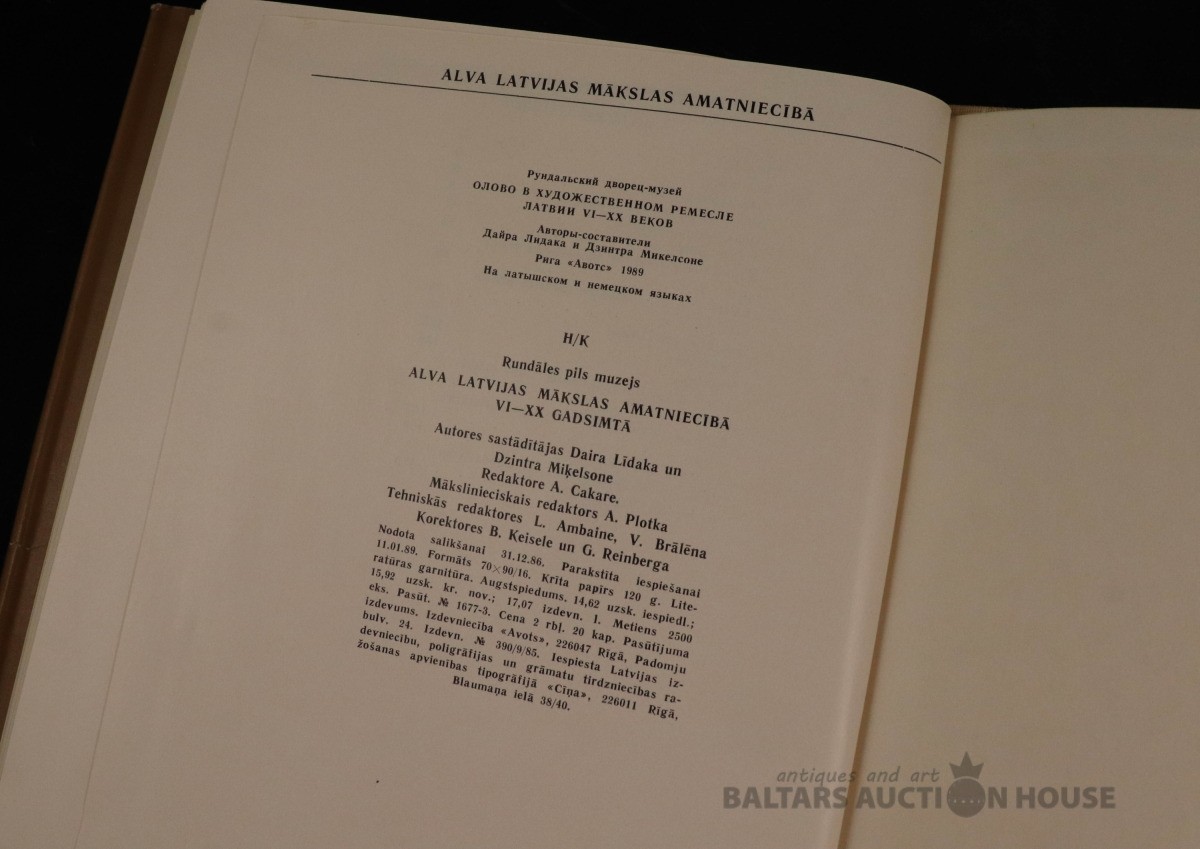 ALVA LATVIJAS MĀKSLAS AMATNIECĪBĀ
Рундальский дворец-музей
ОЛОВО В ХУДОЖЕСТВЕННОМ РЕМЕСЛЕ
ЛАТВИИ VI—XX ВЕКОВ
Авторы-составители
Дайра Лидака и Дзинтра Микелсоне
Рига «Авотс» 1989
На латышском и немецком языках
Н/К
Rundāles pils muzejs
ALVA LATVIJAS MĀKSLAS AMATNIECĪBĀ
VI—XX GADSIMTĀ
Autores sastādītājas Daira Līdaka un
Dzintra Miķelsone
Redaktore A. Cakare.
Mākslinieciskais redaktors A. Plotka
Tehniskās redaktores L. Ambaine, V. Brālēna
Korektores B. Ķeisele un G. Reinberga
Nodota salikšanai 31.12.86. Parakstīta iespiešanai
11.01.89. Formāts 70×90/16. Krīta papīrs 120 g. Lite-
ratūras garnitūra. Augstspiedums. 14,62 uzsk. iespiedl.;
15,92 uzsk. kr. nov.; 17,07 izdevn. l. Metiens 2500
eks. Pasūt. № 1677-3. Cena 2 rbļ. 20 kap. Pasūtījuma
izdevums. Izdevniecība «Avots», 226047 Rīgā, Padomju
bulv. 24. Izdevn. № 390/9/85. Iespiesta Latvijas iz-
devniecību, poligrāfijas un grāmatu tirdzniecības ra-
žošanas apvienības tipogrāfijā «Cīņa», 226011 Rīgā,
Blaumaņa ielā 38/40.
antiques and art
BALTARS AUCTION HOUSE